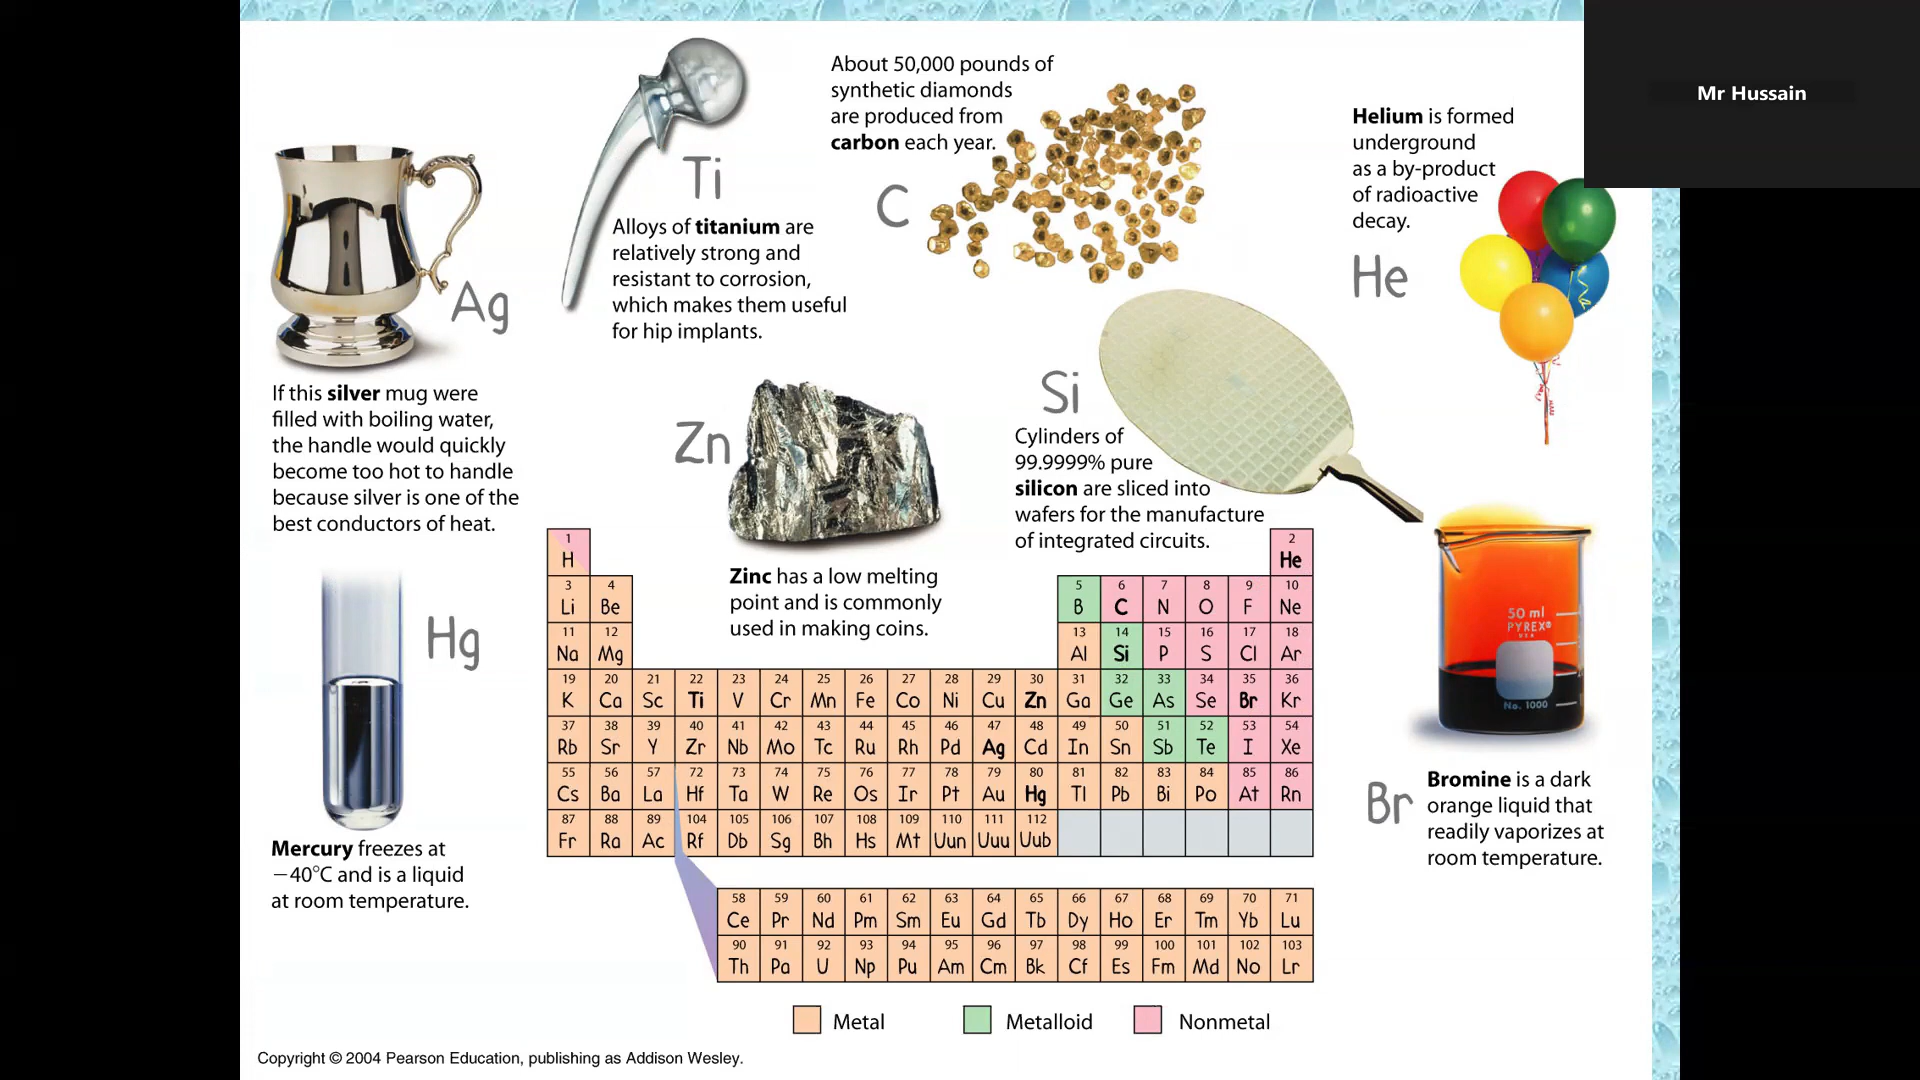 Mr Hussain
About 50,000 pounds of
synthetic diamonds
are produced from
carbon each year.
C
Helium is formed
underground
as a by-product
of radioactive
decay.
He
Ti
Alloys of titanium are
relatively strong and
resistant to corrosion,
which makes them useful
for hip implants.
Ag
If this silver mug were
filled with boiling water,
the handle would quickly
become too hot to handle
because silver is one of the
best conductors of heat.
Zn
Zinc has a low melting
point and is commonly
used in making coins.
Si
Cylinders of
99.9999% pure
silicon are sliced into
wafers for the manufacture
of integrated circuits.
Hg
Mercury freezes at
−40°C and is a liquid
at room temperature.
50 ml
PYREX®
USA
No. 1000
Br
Bromine is a dark
orange liquid that
readily vaporizes at
room temperature.
1 2
H He
3 4 5 6 7 8 9 10
Li Be B C N O F Ne
11 12 13 14 15 16 17 18
Na Mg Al Si P S Cl Ar
19 20 21 22 23 24 25 26 27 28 29 30 31 32 33 34 35 36
K Ca Sc Ti V Cr Mn Fe Co Ni Cu Zn Ga Ge As Se Br Kr
37 38 39 40 41 42 43 44 45 46 47 48 49 50 51 52 53 54
Rb Sr Y Zr Nb Mo Tc Ru Rh Pd Ag Cd In Sn Sb Te I Xe
55 56 57 72 73 74 75 76 77 78 79 80 81 82 83 84 85 86
Cs Ba La Hf Ta W Re Os Ir Pt Au Hg Tl Pb Bi Po At Rn
87 88 89 104 105 106 107 108 109 110 111 112
Fr Ra Ac Rf Db Sg Bh Hs Mt Uun Uuu Uub
58 59 60 61 62 63 64 65 66 67 68 69 70 71
Ce Pr Nd Pm Sm Eu Gd Tb Dy Ho Er Tm Yb Lu
90 91 92 93 94 95 96 97 98 99 100 101 102 103
Th Pa U Np Pu Am Cm Bk Cf Es Fm Md No Lr
Metal Metalloid Nonmetal
Copyright © 2004 Pearson Education, publishing as Addison Wesley.